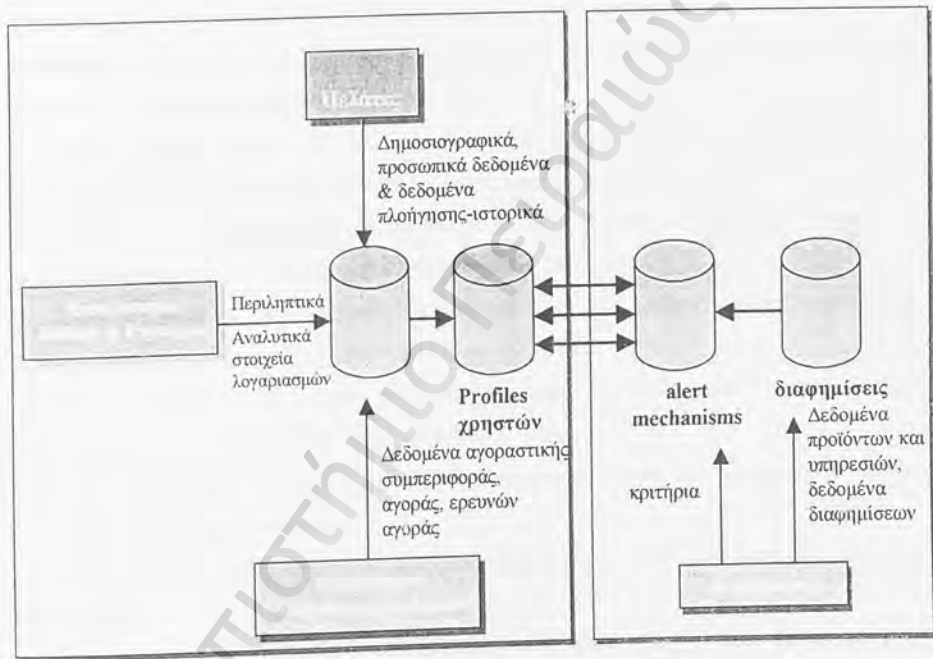 Δημοσιογραφικά,
προσωπικά δεδομένα
& δεδομένα
πλοήγησης-ιστορικά
Περιληπτικά
Αναλυτικά
στοιχεία
λογαριασμών
Profiles
χρηστών
Δεδομένα αγοραστικής
συμπεριφοράς,
αγοράς, ερευνών
αγοράς
alert
mechanisms
διαφημίσεις
Δεδομένα
προϊόντων και
υπηρεσιών,
δεδομένα
διαφημίσεων
κριτήρια